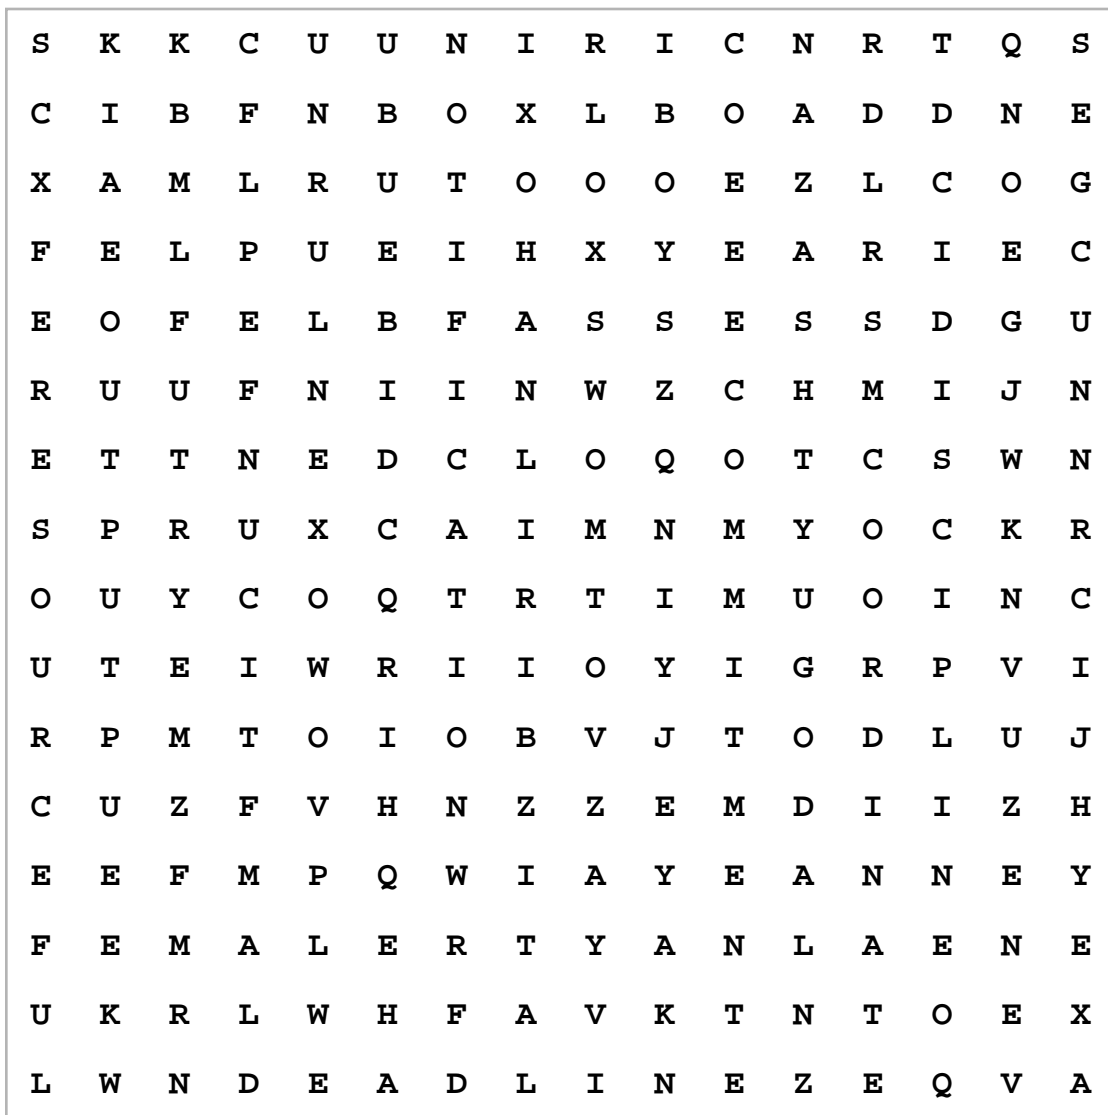 S K K C U U N I R I C N R T Q S
C I B F N B O X L B O A D D N E
X A M L R U T O O O E Z L C O G
F E L P U E I H X Y E A R I E C
E O F E L B F A S S E S S D G U
R U U F N I I N W Z C H M I J N
E T T N E D C L O Q O T C S W N
S P R U X C A I M N M Y O C K R
O U Y C O Q T R T I M U O I N C
U T E I W R I I O Y I G R P V I
R P M T O I O B V J T O D L U J
C U Z F V H N Z Z E M D I I Z H
E E F M P Q W I A Y E A N N E Y
F E M A L E R T Y A N L A E N E
U K R L W H F A V K T N T O E X
L W N D E A D L I N E Z E Q V A